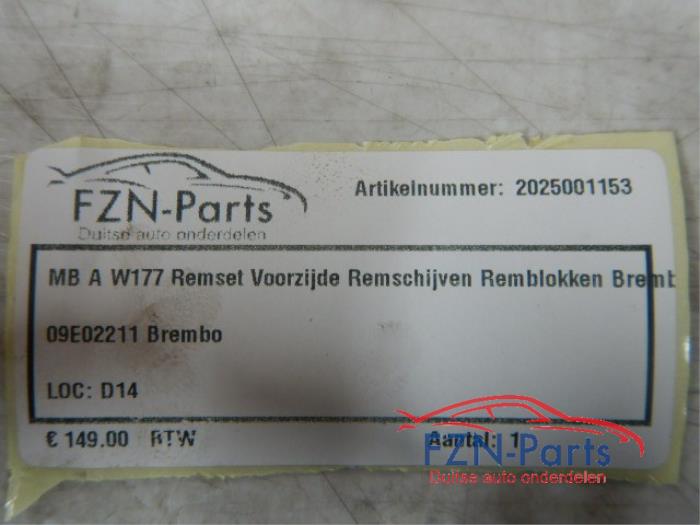 FZN-Parts
Duitse auto onderdelen
Artikelnummer: 2025001153
MB A W177 Remset Voorzijde Remschijven Remblokken Bremb
09E02211 Brembo
LOC: D14
€ 149.00 BTW
Aantal: 1
FZN-Parts
Duitse auto onderdelen